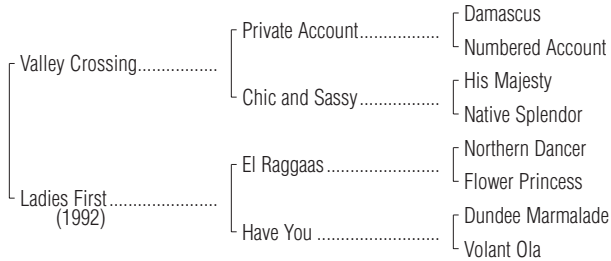 Damascus
Private Account..................
Numbered Account
Valley Crossing.................
His Majesty
Chic and Sassy ..................
Native Splendor
Northern Dancer
El Raggaas .........................
Flower Princess
Ladies First.......................
(1992)
Dundee Marmalade
Have You ...........................
Volant Ola